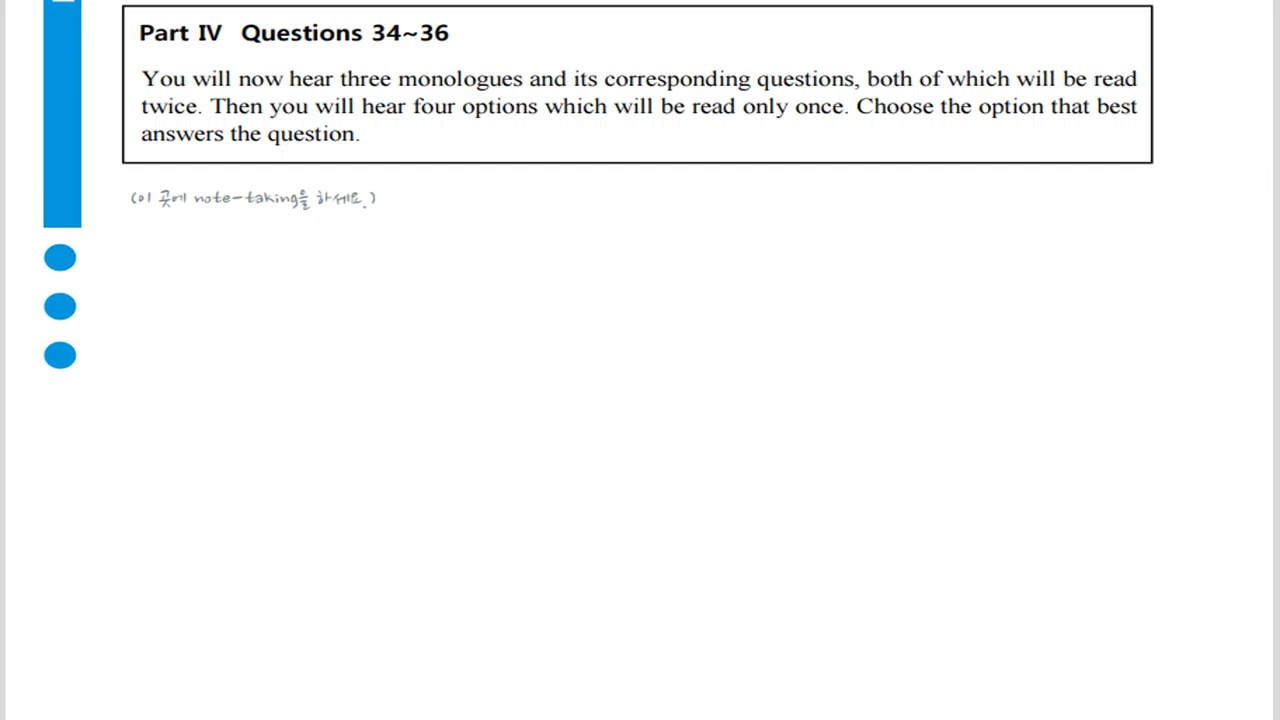 Part IV Questions 34~36
You will now hear three monologues and its corresponding questions, both of which will be read
twice. Then you will hear four options which will be read only once. Choose the option that best
answers the question.
(이 곳에 note-taking을 하세요.)